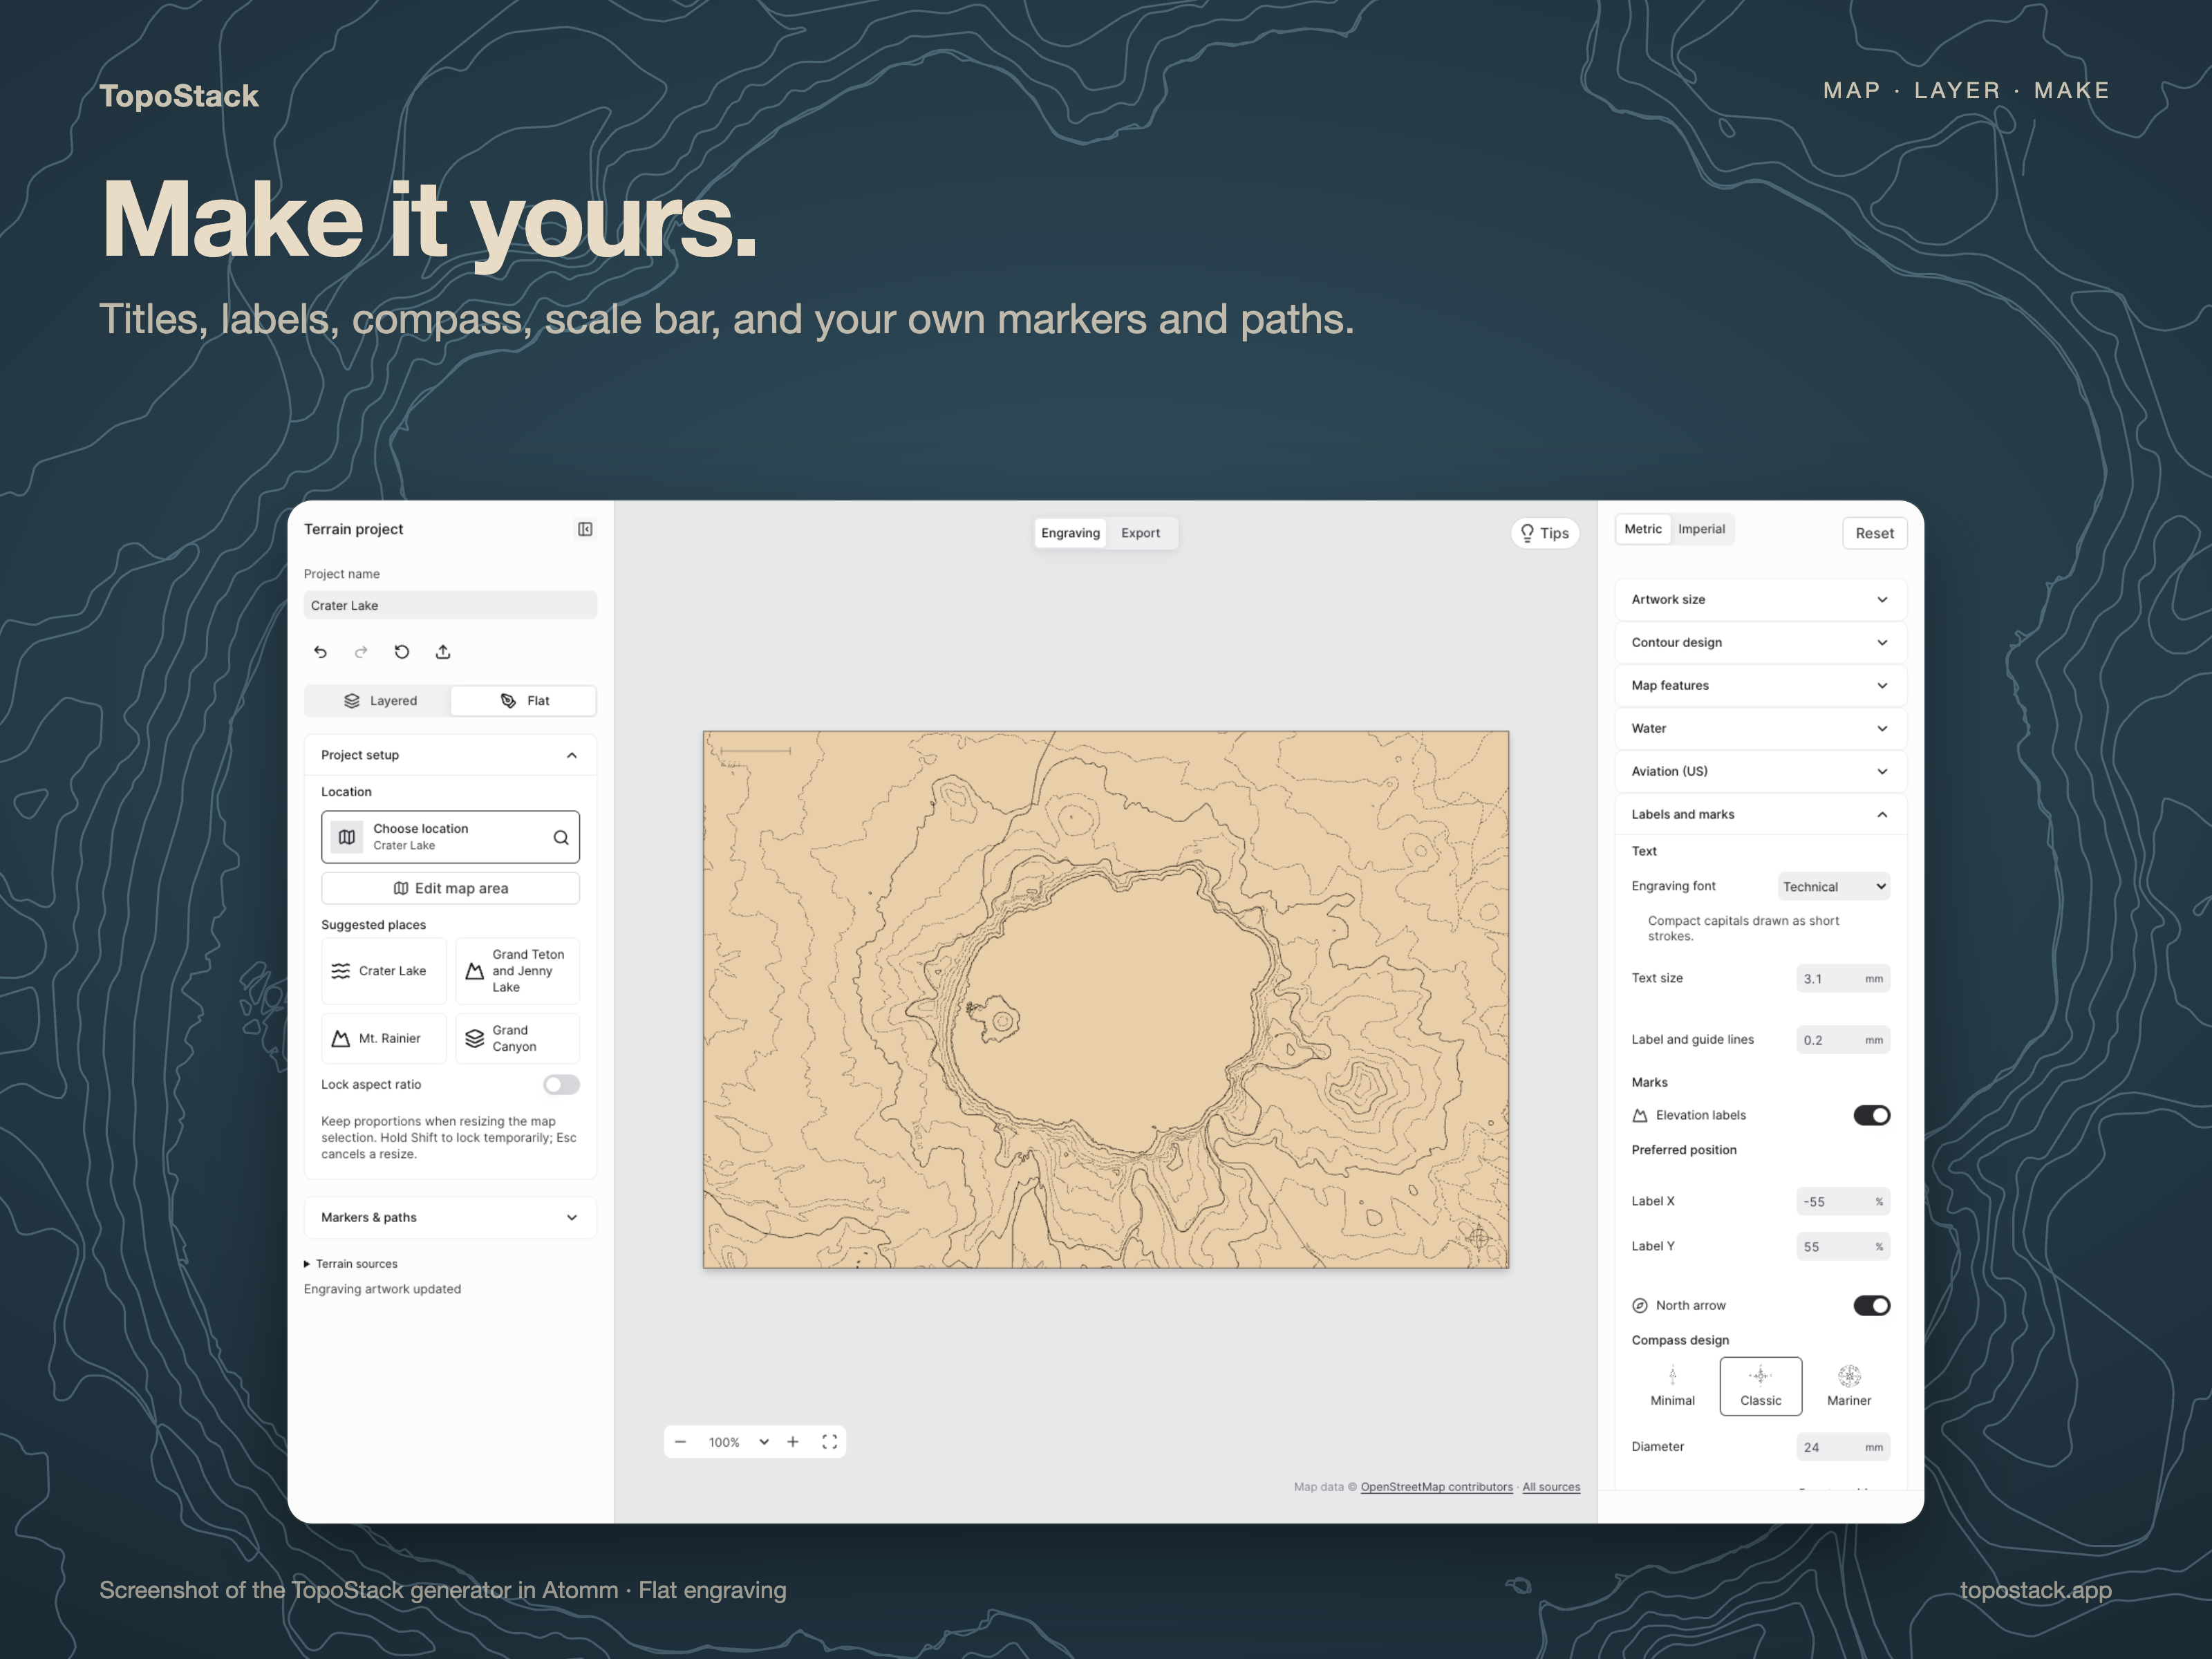 TopoStack
MAP · LAYER · MAKE
Make it yours.
Titles, labels, compass, scale bar, and your own markers and paths.
Terrain project
Project name
Crater Lake
Layered
Flat
Project setup
Location
Choose location
Crater Lake
Edit map area
Suggested places
Crater Lake
Grand Teton
and Jenny
Lake
Mt. Rainier
Grand
Canyon
Lock aspect ratio
Keep proportions when resizing the map
selection. Hold Shift to lock temporarily; Esc
cancels a resize.
Markers & paths
Terrain sources
Engraving artwork updated
Engraving
Export
Tips
100%
Map data © OpenStreetMap contributors · All sources
Metric
Imperial
Reset
Artwork size
Contour design
Map features
Water
Aviation (US)
Labels and marks
Text
Engraving font
Technical
Compact capitals drawn as short
strokes.
Text size
3.1 mm
Label and guide lines
0.2 mm
Marks
Elevation labels
Preferred position
Label X
-55 %
Label Y
55 %
North arrow
Compass design
Minimal
Classic
Mariner
Diameter
24 mm
Screenshot of the TopoStack generator in Atomm · Flat engraving
topostack.app